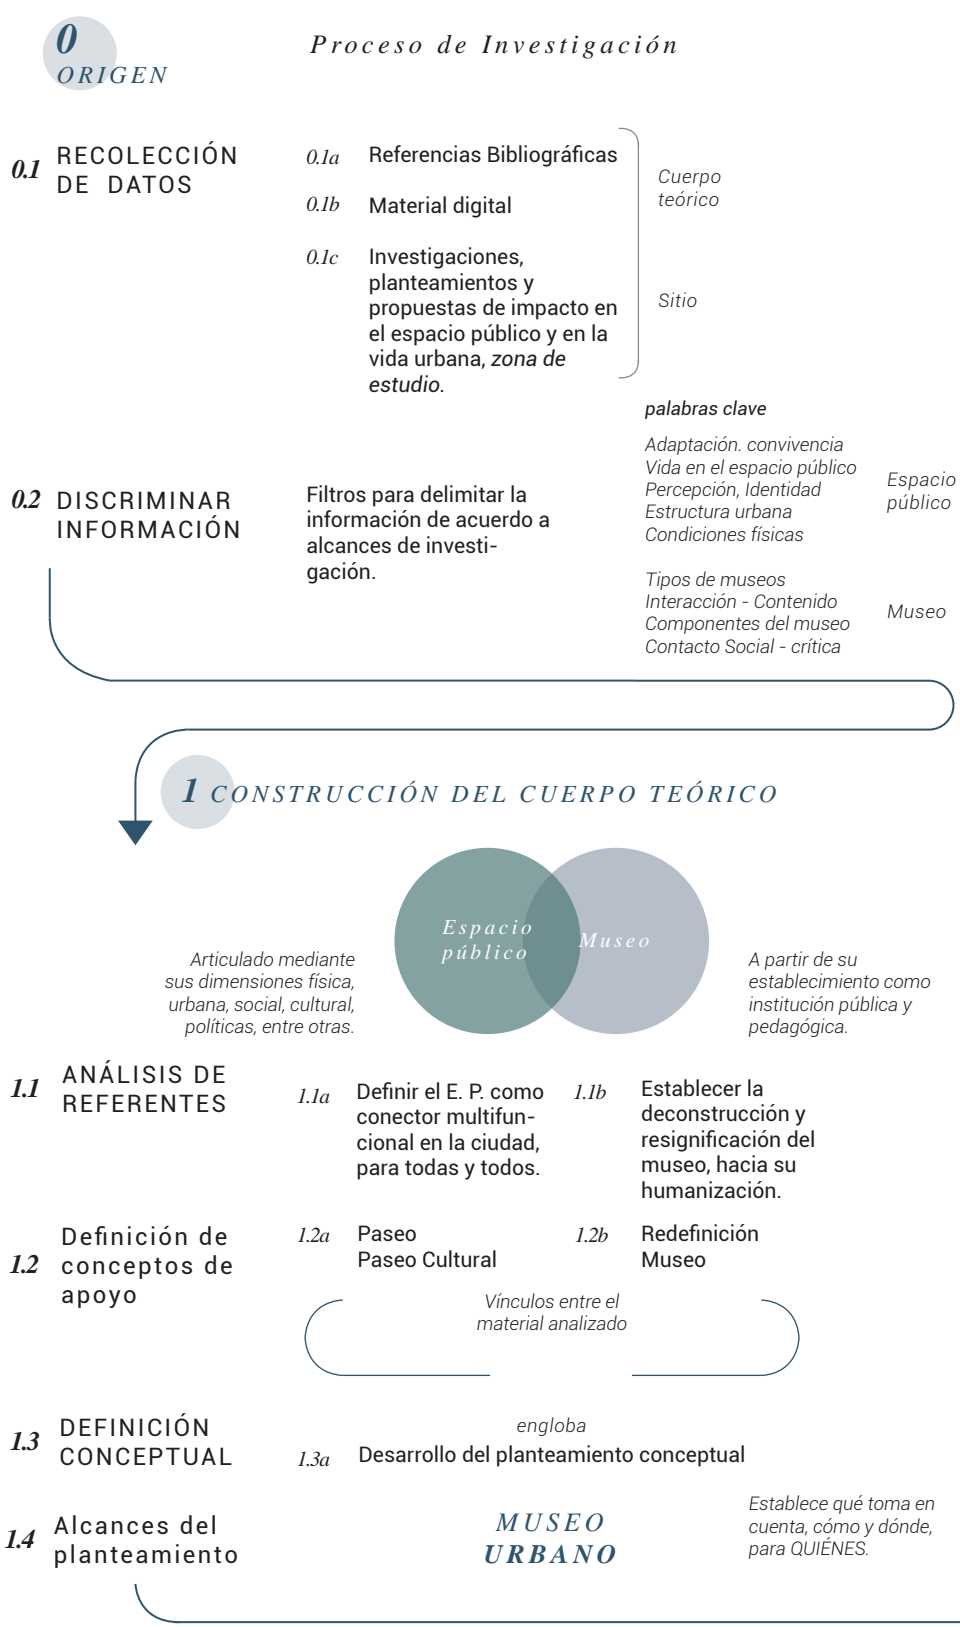 0
ORIGEN
Proceso de Investigación
0.1
RECOLECCIÓN
DE DATOS
0.1a
Referencias Bibliográficas
0.1b
Material digital
0.1c
Investigaciones,
planteamientos y
propuestas de impacto en
el espacio público y en la
vida urbana, zona de
estudio.
Cuerpo
teórico
Sitio
palabras clave
Adaptación. convivencia
Vida en el espacio público
Percepción, Identidad
Estructura urbana
Condiciones físicas
Espacio
público
Tipos de museos
Interacción - Contenido
Componentes del museo
Contacto Social - crítica
Museo
0.2
DISCRIMINAR
INFORMACIÓN
Filtros para delimitar la
información de acuerdo a
alcances de investi-
gación.
1 CONSTRUCCIÓN DEL CUERPO TEÓRICO
Espacio
público
Museo
Articulado mediante
sus dimensiones física,
urbana, social, cultural,
políticas, entre otras.
A partir de su
establecimiento como
institución pública y
pedagógica.
1.1
ANÁLISIS DE
REFERENTES
1.1a
Definir el E. P. como
conector multifun-
cional en la ciudad,
para todas y todos.
1.1b
Establecer la
deconstrucción y
resignificación del
museo, hacia su
humanización.
1.2
Definición de
conceptos de
apoyo
1.2a
Paseo
Paseo Cultural
1.2b
Redefinición
Museo
Vínculos entre el
material analizado
1.3
DEFINICIÓN
CONCEPTUAL
engloba
1.3a
Desarrollo del planteamiento conceptual
1.4
Alcances del
planteamiento
MUSEO
URBANO
Establece qué toma en
cuenta, cómo y dónde,
para QUIÉNES.